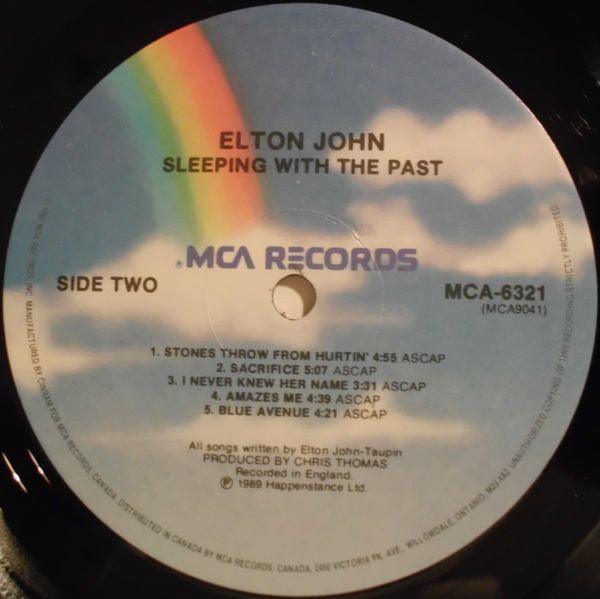 ELTON JOHN
SLEEPING WITH THE PAST
MCA RECORDS
SIDE TWO
MCA-6321
(MCA9041)
1. STONES THROW FROM HURTIN' 4:55 ASCAP
2. SACRIFICE 5:07 ASCAP
3. I NEVER KNEW HER NAME 3:31 ASCAP
4. AMAZES ME 4:39 ASCAP
5. BLUE AVENUE 4:21 ASCAP
All songs written by Elton John-Taupin
PRODUCED BY CHRIS THOMAS
Recorded in England.
℗ 1989 Happenstance Ltd.
MCA RECORDS, INC. MANUFACTURED BY CINRAM FOR MCA RECORDS, CANADA, DISTRIBUTED IN CANADA BY MCA RECORDS, CANADA, 2450 VICTORIA PK. AVE., WILLOWDALE, ONTARIO, M2J 4A2. UNAUTHORIZED COPYING OF THIS RECORDING STRICTLY PROHIBITED.